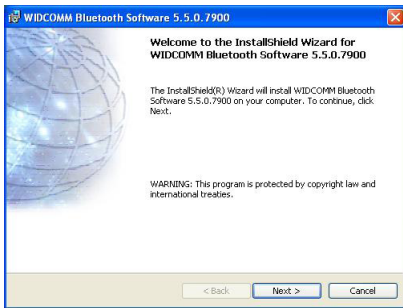 WIDCOMM Bluetooth Software 5.5.0.7900
Welcome to the InstallShield Wizard for
WIDCOMM Bluetooth Software 5.5.0.7900
The InstallShield(R) Wizard will install WIDCOMM Bluetooth
Software 5.5.0.7900 on your computer. To continue, click
Next.
WARNING: This program is protected by copyright law and
international treaties.
< Back Next > Cancel